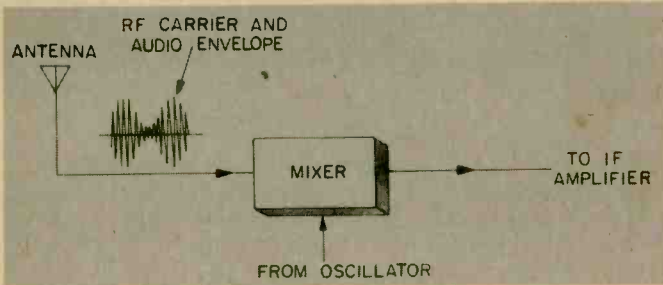 RF CARRIER AND
AUDIO ENVELOPE
ANTENNA
MIXER
TO IF
AMPLIFIER
FROM OSCILLATOR